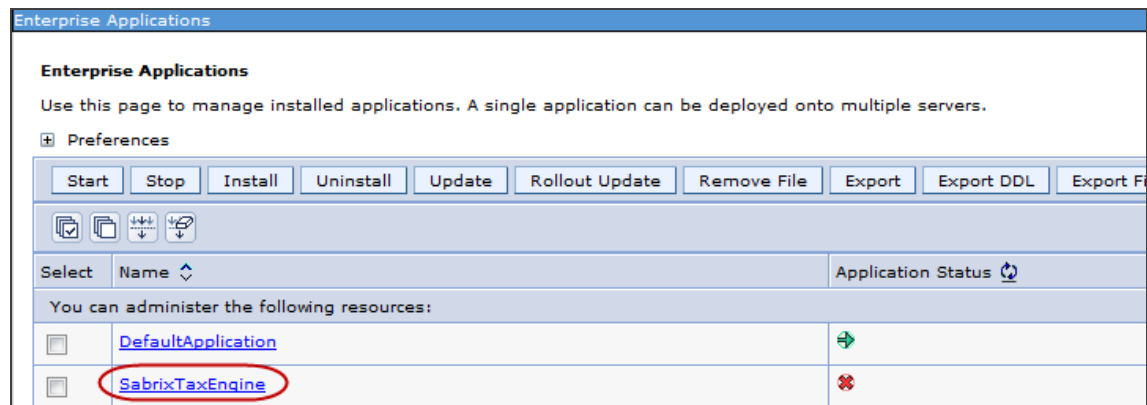 Enterprise Applications
Enterprise Applications
Use this page to manage installed applications. A single application can be deployed onto multiple servers.
Preferences
Start Stop Install Uninstall Update Rollout Update Remove File Export Export DDL Export Fi
Select Name Application Status
You can administer the following resources:
DefaultApplication
SabrixTaxEngine